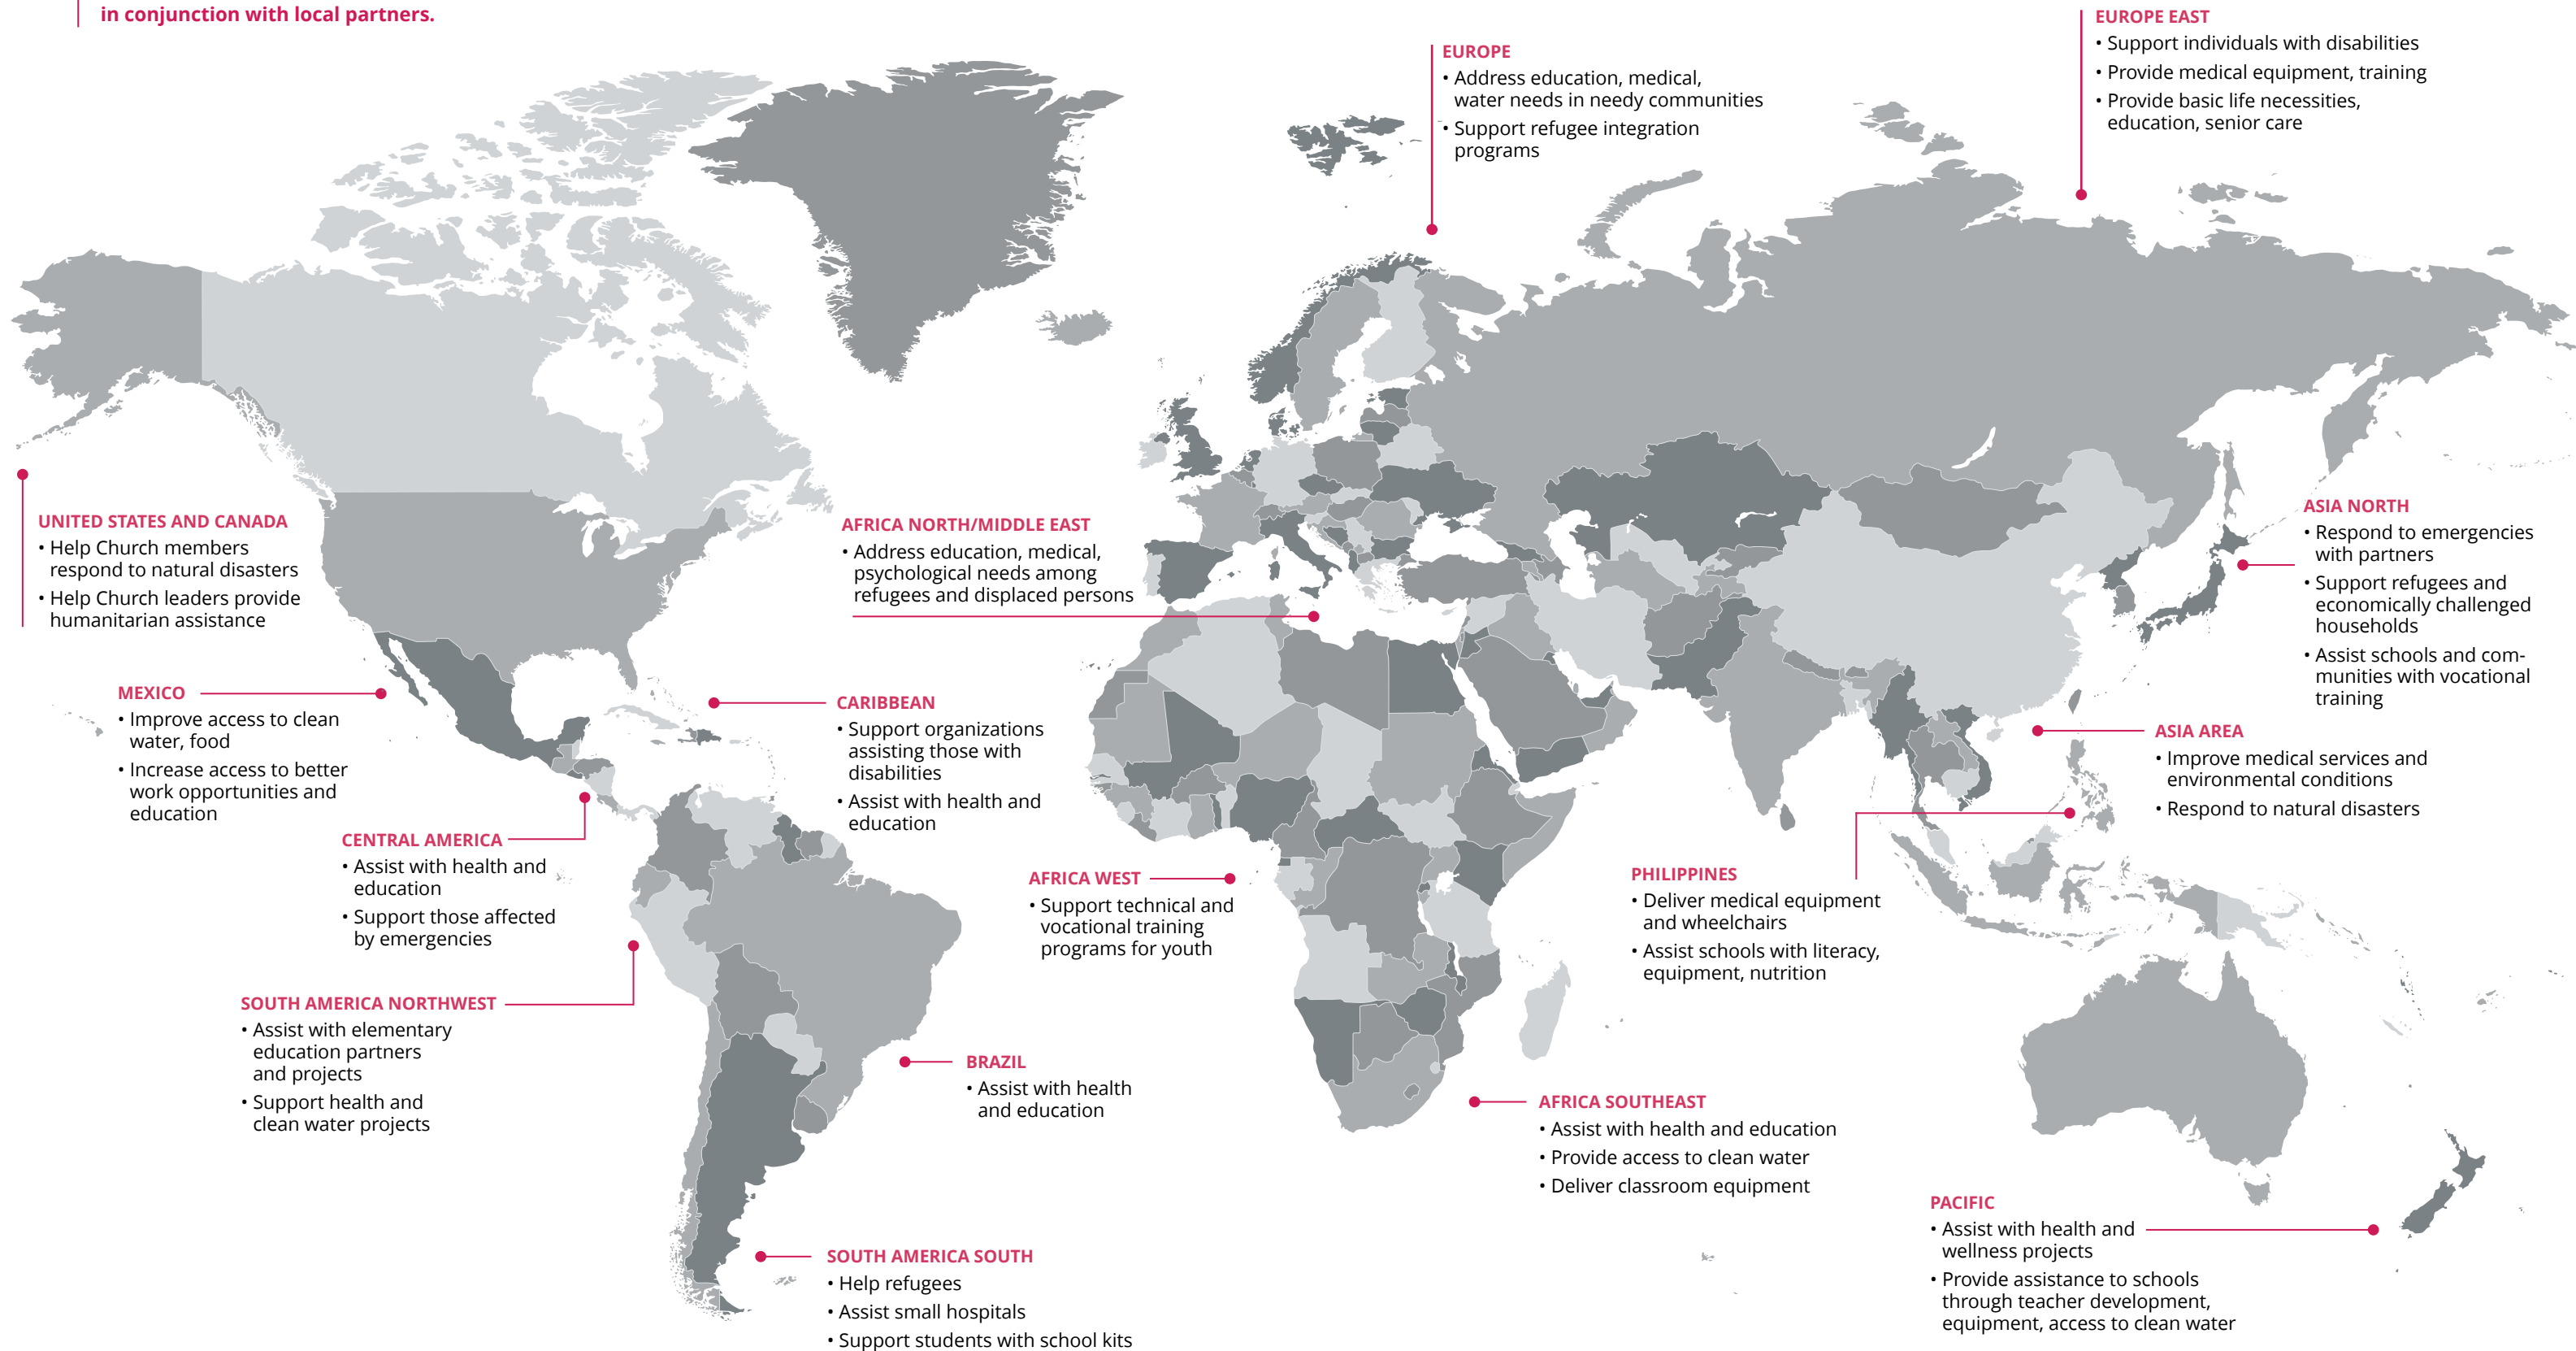 in conjunction with local partners.
EUROPE
• Address education, medical,
water needs in needy communities
• Support refugee integration
programs
EUROPE EAST
• Support individuals with disabilities
• Provide medical equipment, training
• Provide basic life necessities,
education, senior care
UNITED STATES AND CANADA
• Help Church members
respond to natural disasters
• Help Church leaders provide
humanitarian assistance
AFRICA NORTH/MIDDLE EAST
• Address education, medical,
psychological needs among
refugees and displaced persons
ASIA NORTH
• Respond to emergencies
with partners
• Support refugees and
economically challenged
households
• Assist schools and com-
munities with vocational
training
MEXICO
• Improve access to clean
water, food
• Increase access to better
work opportunities and
education
CARIBBEAN
• Support organizations
assisting those with
disabilities
• Assist with health and
education
ASIA AREA
• Improve medical services and
environmental conditions
• Respond to natural disasters
CENTRAL AMERICA
• Assist with health and
education
• Support those affected
by emergencies
AFRICA WEST
• Support technical and
vocational training
programs for youth
PHILIPPINES
• Deliver medical equipment
and wheelchairs
• Assist schools with literacy,
equipment, nutrition
SOUTH AMERICA NORTHWEST
• Assist with elementary
education partners
and projects
• Support health and
clean water projects
BRAZIL
• Assist with health
and education
AFRICA SOUTHEAST
• Assist with health and education
• Provide access to clean water
• Deliver classroom equipment
PACIFIC
• Assist with health and
wellness projects
• Provide assistance to schools
through teacher development,
equipment, access to clean water
SOUTH AMERICA SOUTH
• Help refugees
• Assist small hospitals
• Support students with school kits